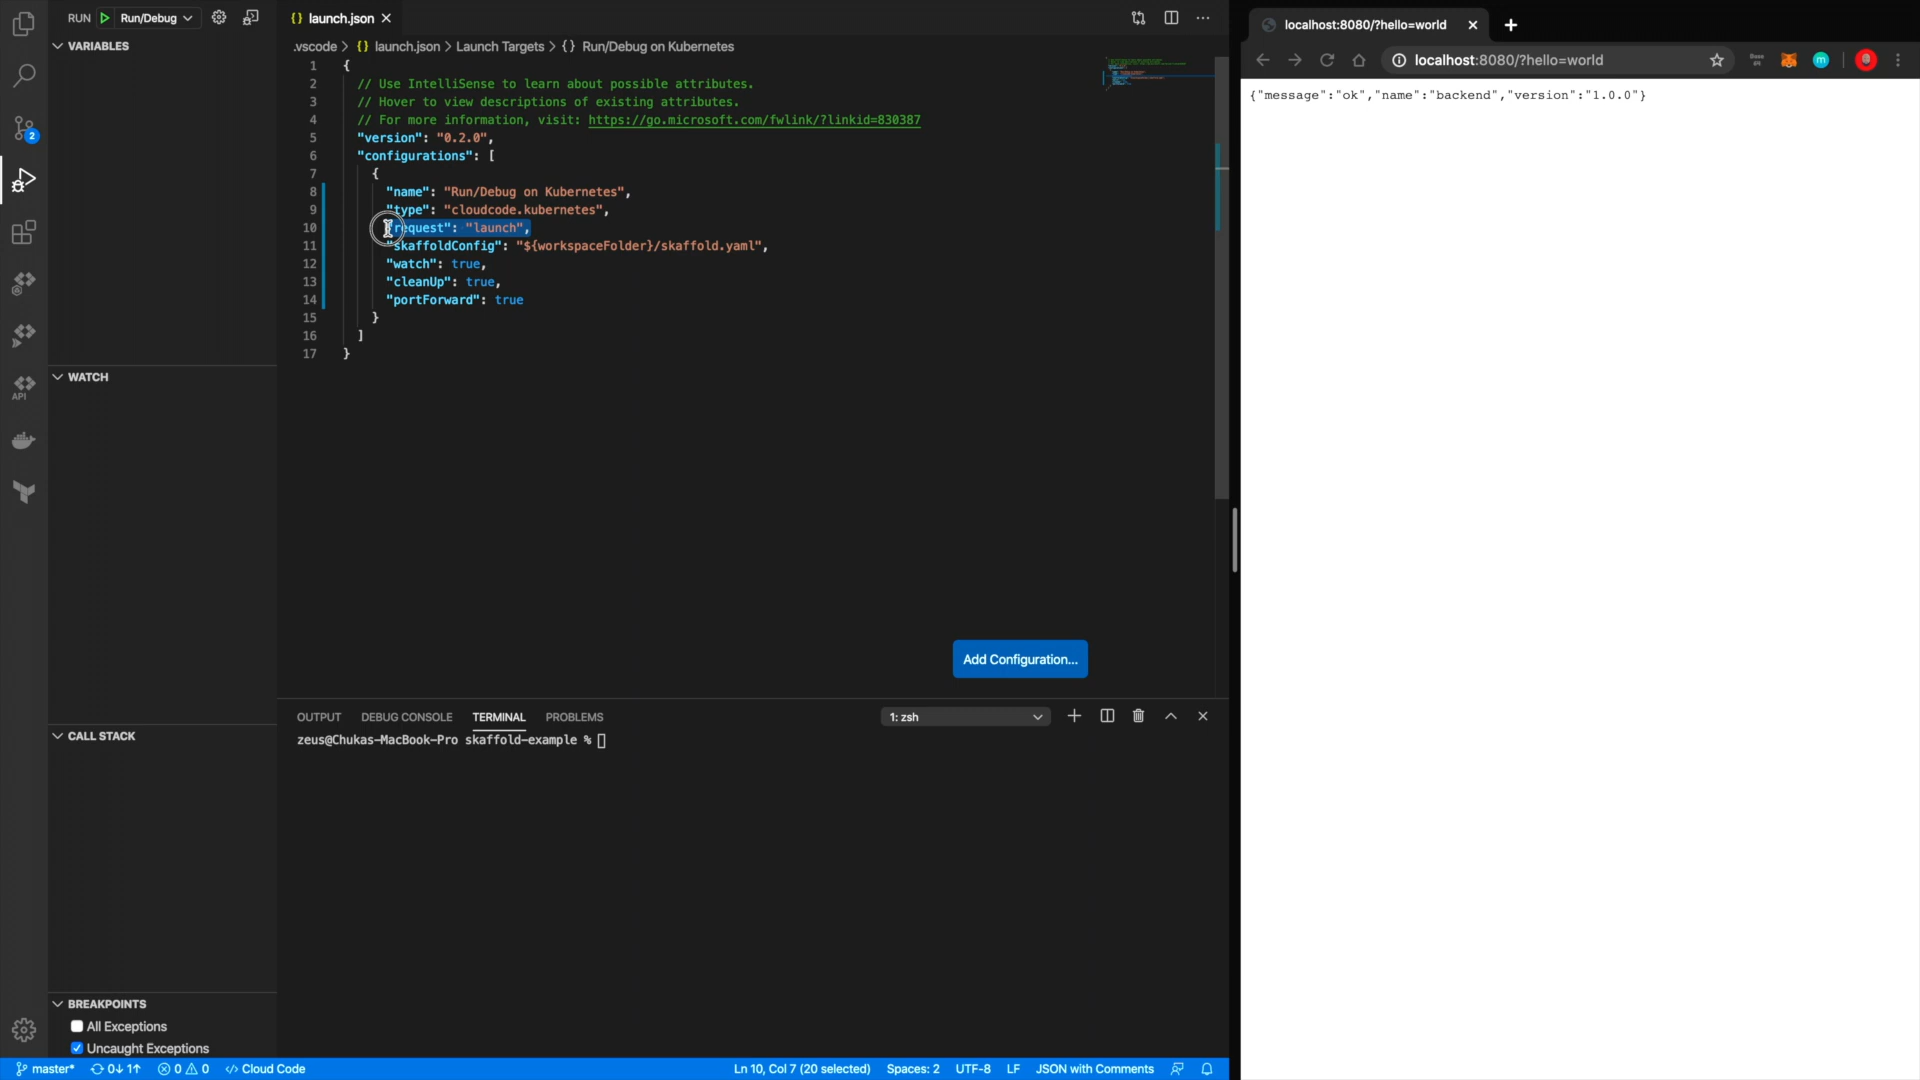 RUN Run/Debug
VARIABLES
WATCH
CALL STACK
BREAKPOINTS
All Exceptions
Uncaught Exceptions
2
API
{} launch.json
.vscode > {} launch.json > Launch Targets > {} Run/Debug on Kubernetes
1 {
2 // Use IntelliSense to learn about possible attributes.
3 // Hover to view descriptions of existing attributes.
4 // For more information, visit: https://go.microsoft.com/fwlink/?linkid=830387
5 "version": "0.2.0",
6 "configurations": [
7 {
8 "name": "Run/Debug on Kubernetes",
9 "type": "cloudcode.kubernetes",
10 "request": "launch",
11 "skaffoldConfig": "${workspaceFolder}/skaffold.yaml",
12 "watch": true,
13 "cleanUp": true,
14 "portForward": true
15 }
16 ]
17 }
Add Configuration...
OUTPUT DEBUG CONSOLE TERMINAL PROBLEMS 1: zsh
zeus@Chukas-MacBook-Pro skaffold-example %
master* 0↓ 1↑ 0 0 Cloud Code Ln 10, Col 7 (20 selected) Spaces: 2 UTF-8 LF JSON with Comments
localhost:8080/?hello=world
localhost:8080/?hello=world
Base
64
m
{"message":"ok","name":"backend","version":"1.0.0"}